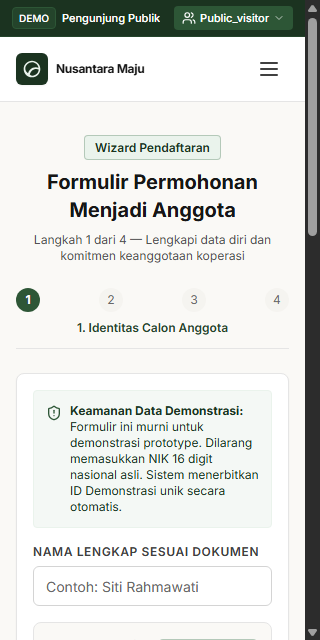 DEMO Pengunjung Publik Public_visitor
Nusantara Maju
Wizard Pendaftaran
Formulir Permohonan
Menjadi Anggota
Langkah 1 dari 4 — Lengkapi data diri dan
komitmen keanggotaan koperasi
1 2 3 4
1. Identitas Calon Anggota
Keamanan Data Demonstrasi:
Formulir ini murni untuk
demonstrasi prototype. Dilarang
memasukkan NIK 16 digit
nasional asli. Sistem menerbitkan
ID Demonstrasi unik secara
otomatis.
NAMA LENGKAP SESUAI DOKUMEN
Contoh: Siti Rahmawati